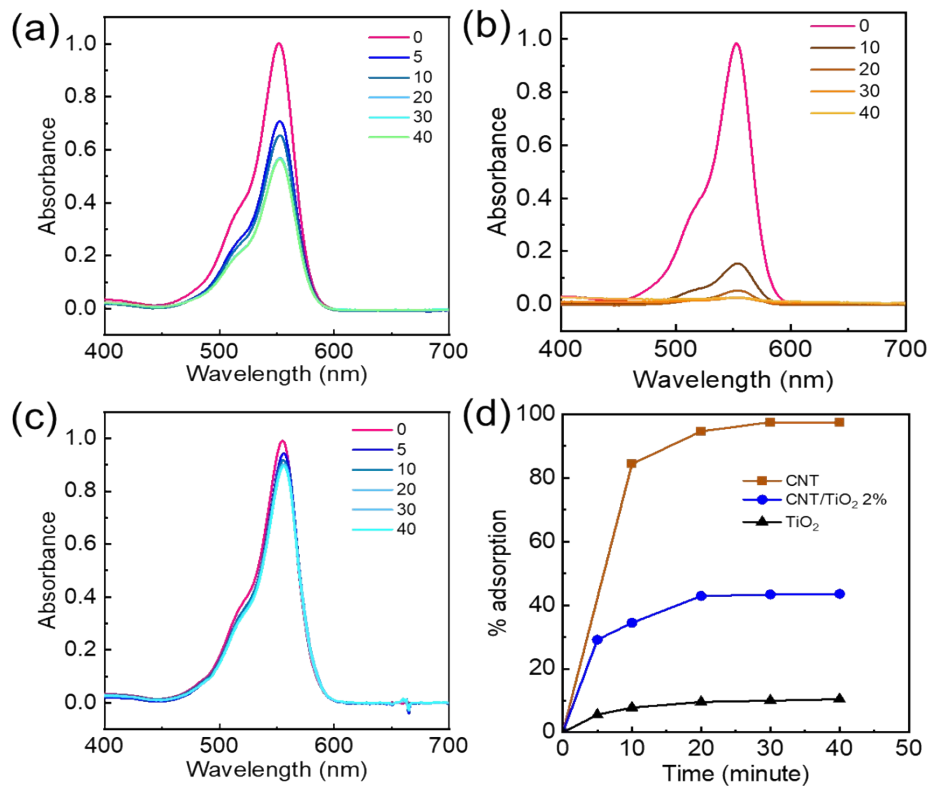 (a)
1.0
0.8
0.6
0.4
0.2
0.0
Absorbance
400 500 600 700
Wavelength (nm)
0
5
10
20
30
40
(b)
1.0
0.8
0.6
0.4
0.2
0.0
Absorbance
400 500 600 700
Wavelength (nm)
0
10
20
30
40
(c)
1.0
0.8
0.6
0.4
0.2
0.0
Absorbance
400 500 600 700
Wavelength (nm)
0
5
10
20
30
40
(d)
100
80
60
40
20
0
% adsorption
0 10 20 30 40 50
Time (minute)
CNT
CNT/TiO₂ 2%
TiO₂